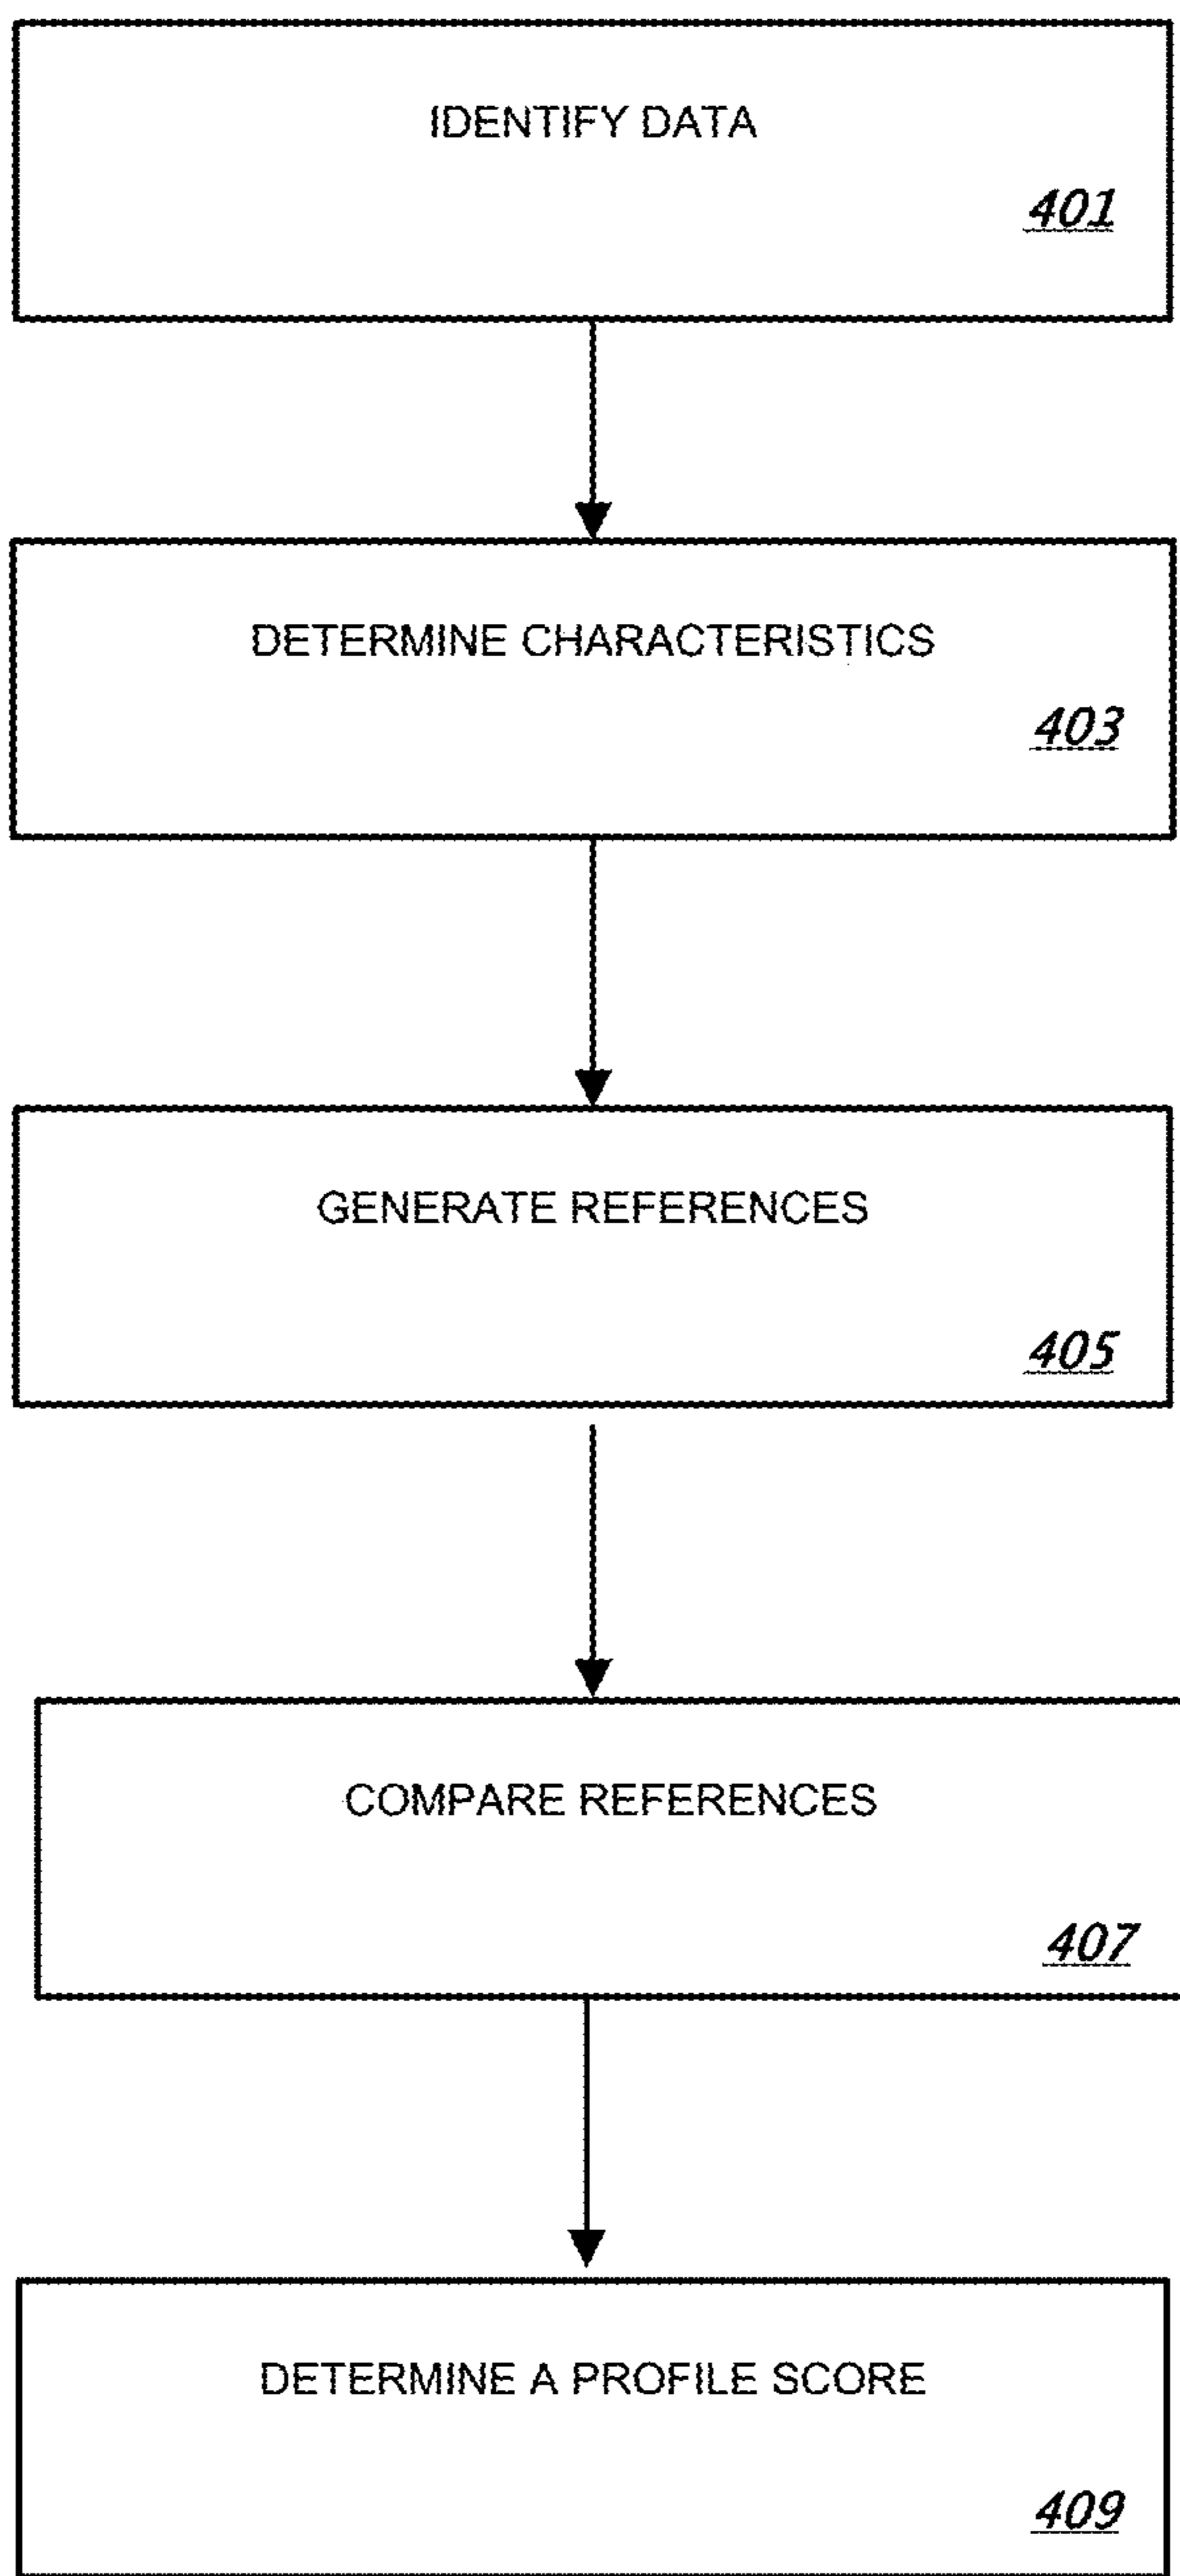 IDENTIFY DATA
401
DETERMINE CHARACTERISTICS
403
GENERATE REFERENCES
405
COMPARE REFERENCES
407
DETERMINE A PROFILE SCORE
409